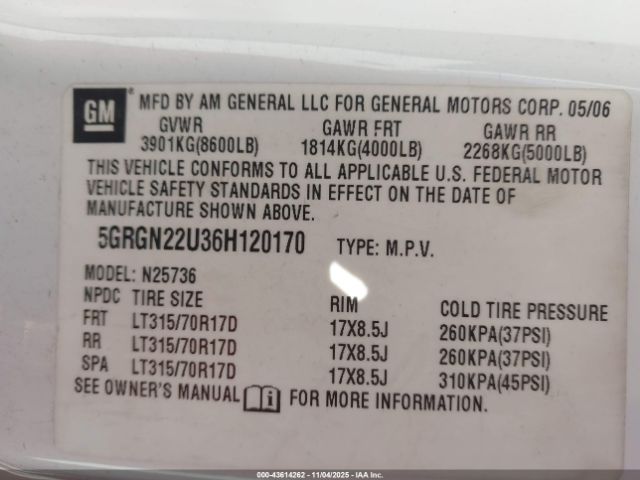 GM
MFD BY AM GENERAL LLC FOR GENERAL MOTORS CORP. 05/06
GVWR GAWR FRT GAWR RR
3901KG(8600LB) 1814KG(4000LB) 2268KG(5000LB)
THIS VEHICLE CONFORMS TO ALL APPLICABLE U.S. FEDERAL MOTOR
VEHICLE SAFETY STANDARDS IN EFFECT ON THE DATE OF
MANUFACTURE SHOWN ABOVE.
5GRGN22U36H120170 TYPE: M.P.V.
MODEL: N25736
NPDC TIRE SIZE RIM COLD TIRE PRESSURE
FRT LT315/70R17D 17X8.5J 260KPA(37PSI)
RR LT315/70R17D 17X8.5J 260KPA(37PSI)
SPA LT315/70R17D 17X8.5J 310KPA(45PSI)
SEE OWNER'S MANUAL i FOR MORE INFORMATION.
000-43614262 - 11/04/2025 - IAAI, Inc.